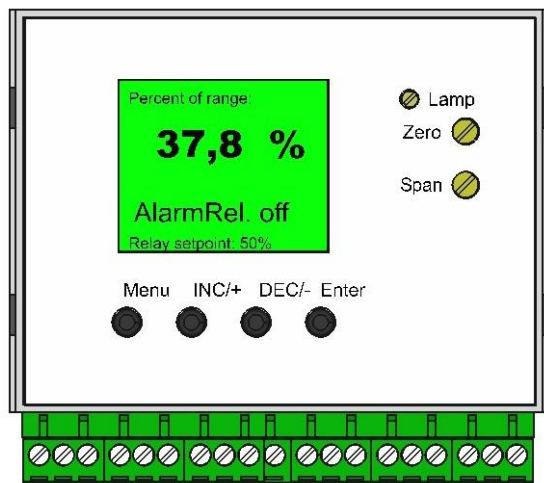 Percent of range:
37,8 %
AlarmRel. off
Relay setpoint: 50%
Lamp
Zero
Span
Menu INC/+ DEC/- Enter